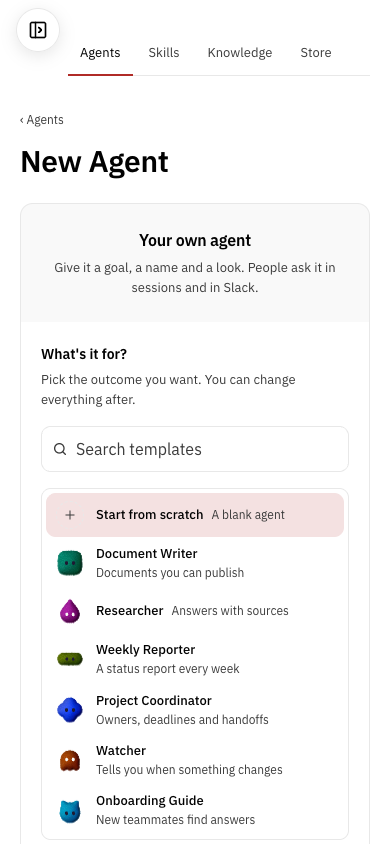 Agents Skills Knowledge Store
‹ Agents
New Agent
Your own agent
Give it a goal, a name and a look. People ask it in
sessions and in Slack.
What's it for?
Pick the outcome you want. You can change
everything after.
Search templates
Start from scratch A blank agent
Document Writer
Documents you can publish
Researcher Answers with sources
Weekly Reporter
A status report every week
Project Coordinator
Owners, deadlines and handoffs
Watcher
Tells you when something changes
Onboarding Guide
New teammates find answers